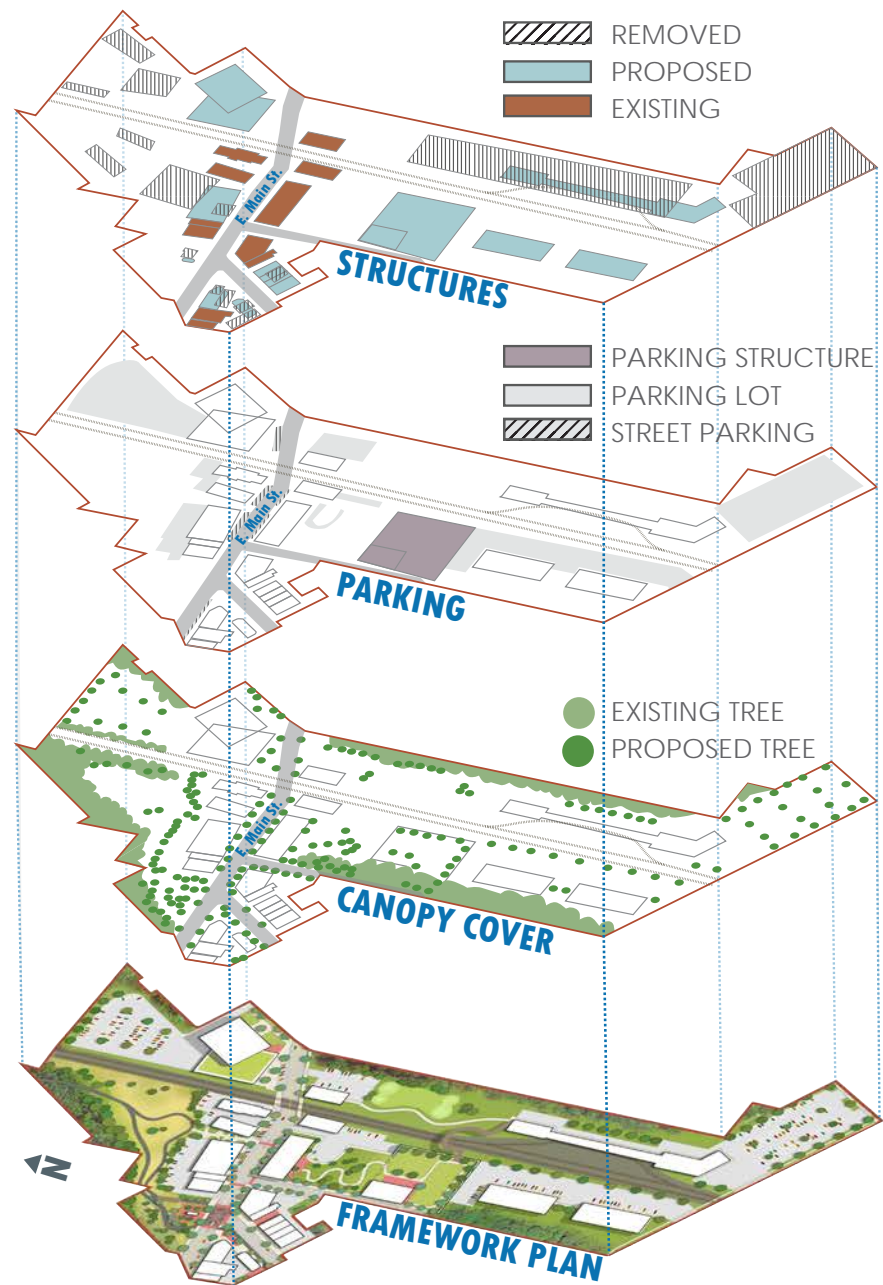 REMOVED
PROPOSED
EXISTING
E. Main St.
STRUCTURES
PARKING STRUCTURE
PARKING LOT
STREET PARKING
E. Main St.
PARKING
EXISTING TREE
PROPOSED TREE
E. Main St.
CANOPY COVER
N
FRAMEWORK PLAN